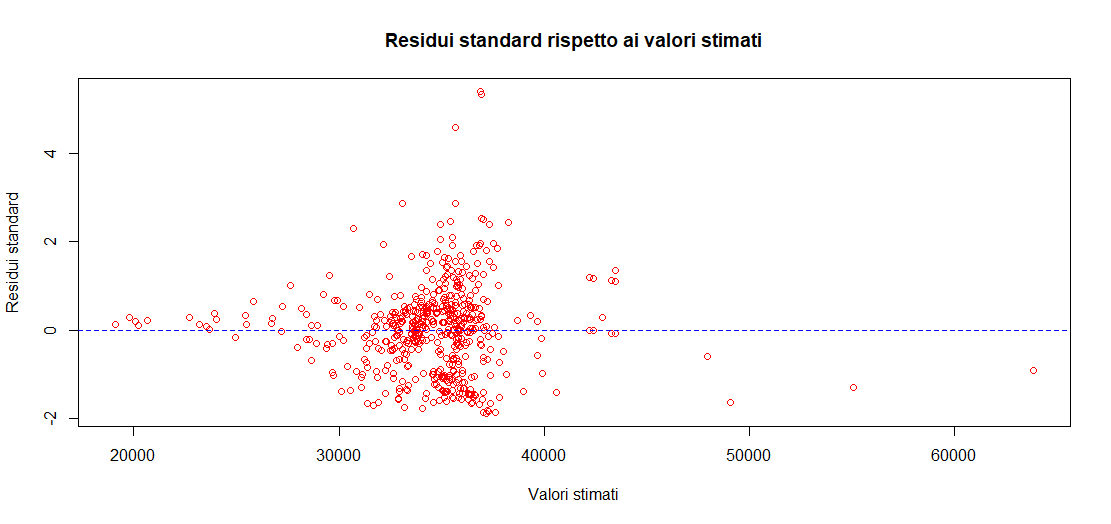 Residui standard rispetto ai valori stimati
Residui standard
4
2
0
-2
20000 30000 40000 50000 60000
Valori stimati